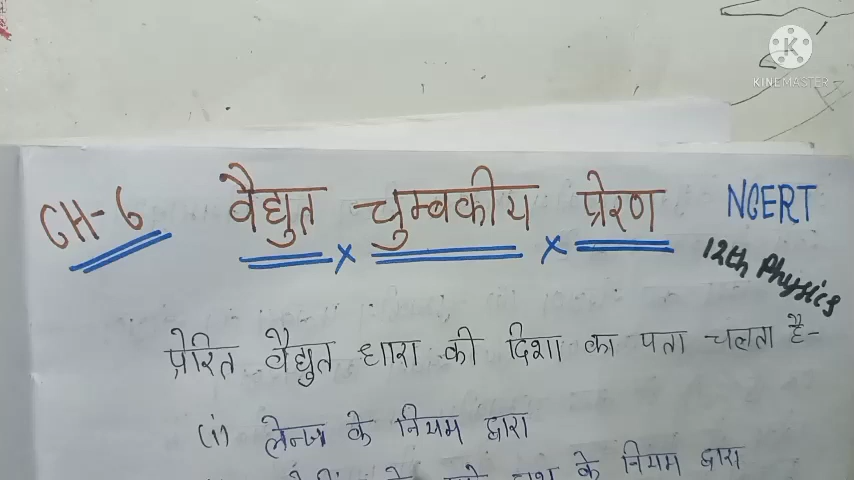 K
KINEMASTER
CH-6 वैद्युत चुम्बकीय प्रेरण NCERT
12th Physics
प्रेरित वैद्युत धारा की दिशा का पता चलता है-
(i) लेन्ज के नियम द्वारा
के नियम द्वारा